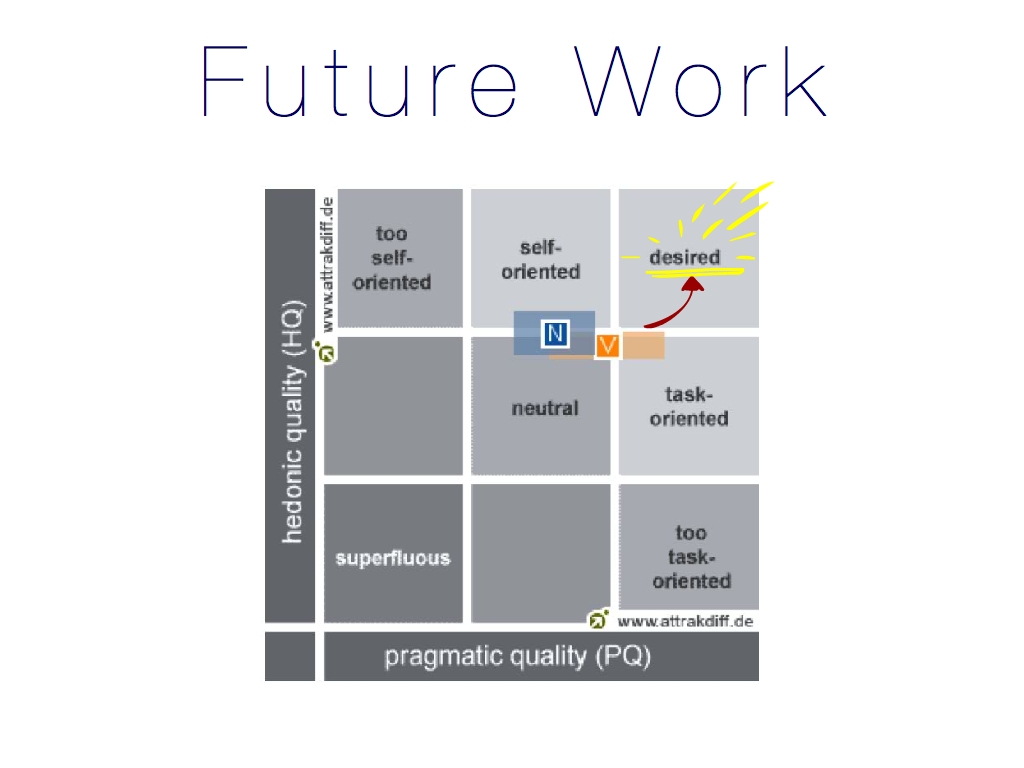 Future Work
www.attrakdiff.de
hedonic quality (HQ)
too
self-
oriented
self-
oriented
desired
N
V
neutral
task-
oriented
superfluous
too
task-
oriented
www.attrakdiff.de
pragmatic quality (PQ)